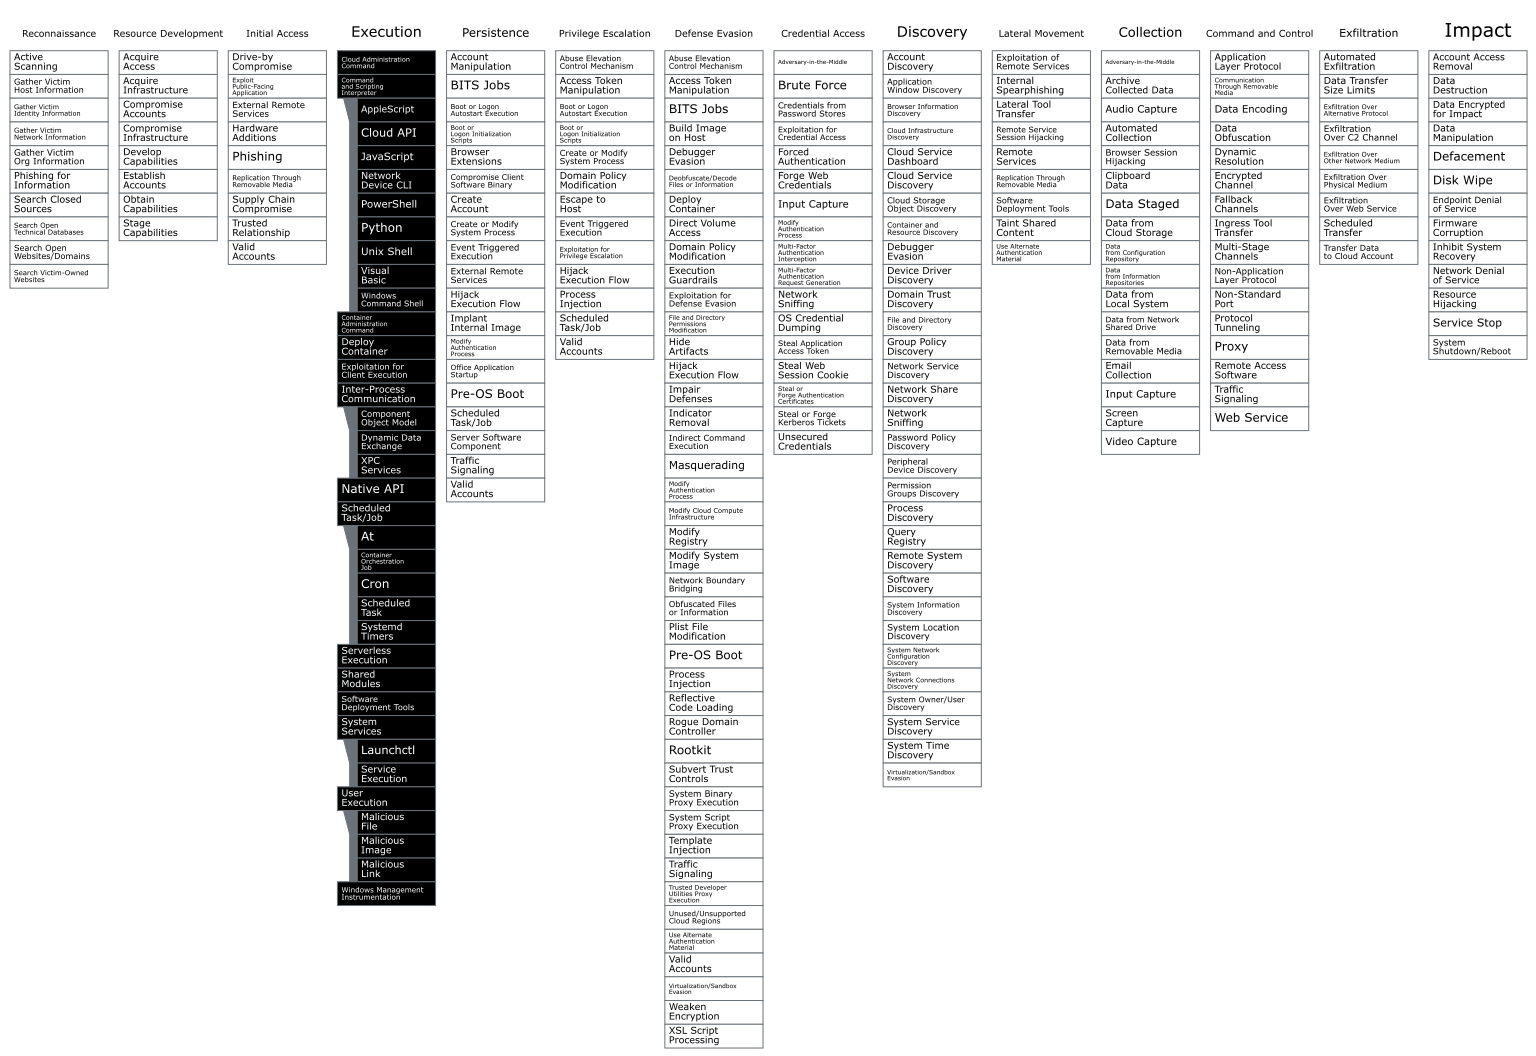 Reconnaissance
Active
Scanning
Gather Victim
Host Information
Gather Victim
Identity Information
Gather Victim
Network Information
Gather Victim
Org Information
Phishing for
Information
Search Closed
Sources
Search Open
Technical Databases
Search Open
Websites/Domains
Search Victim-Owned
Websites
Resource Development
Acquire
Access
Acquire
Infrastructure
Compromise
Accounts
Compromise
Infrastructure
Develop
Capabilities
Establish
Accounts
Obtain
Capabilities
Stage
Capabilities
Initial Access
Drive-by
Compromise
Exploit
Public-Facing
Application
External Remote
Services
Hardware
Additions
Phishing
Replication Through
Removable Media
Supply Chain
Compromise
Trusted
Relationship
Valid
Accounts
Execution
Cloud Administration
Command
Command
and Scripting
Interpreter
AppleScript
Cloud API
JavaScript
Network
Device CLI
PowerShell
Python
Unix Shell
Visual
Basic
Windows
Command Shell
Container
Administration
Command
Deploy
Container
Exploitation for
Client Execution
Inter-Process
Communication
Component
Object Model
Dynamic Data
Exchange
XPC
Services
Native API
Scheduled
Task/Job
At
Container
Orchestration
Job
Cron
Scheduled
Task
Systemd
Timers
Serverless
Execution
Shared
Modules
Software
Deployment Tools
System
Services
Launchctl
Service
Execution
User
Execution
Malicious
File
Malicious
Image
Malicious
Link
Windows Management
Instrumentation
Persistence
Account
Manipulation
BITS Jobs
Boot or Logon
Autostart Execution
Boot or
Logon Initialization
Scripts
Browser
Extensions
Compromise Client
Software Binary
Create
Account
Create or Modify
System Process
Event Triggered
Execution
External Remote
Services
Hijack
Execution Flow
Implant
Internal Image
Modify
Authentication
Process
Office Application
Startup
Pre-OS Boot
Scheduled
Task/Job
Server Software
Component
Traffic
Signaling
Valid
Accounts
Privilege Escalation
Abuse Elevation
Control Mechanism
Access Token
Manipulation
Boot or Logon
Autostart Execution
Boot or
Logon Initialization
Scripts
Create or Modify
System Process
Domain Policy
Modification
Escape to
Host
Event Triggered
Execution
Exploitation for
Privilege Escalation
Hijack
Execution Flow
Process
Injection
Scheduled
Task/Job
Valid
Accounts
Defense Evasion
Abuse Elevation
Control Mechanism
Access Token
Manipulation
BITS Jobs
Build Image
on Host
Debugger
Evasion
Deobfuscate/Decode
Files or Information
Deploy
Container
Direct Volume
Access
Domain Policy
Modification
Execution
Guardrails
Exploitation for
Defense Evasion
File and Directory
Permissions
Modification
Hide
Artifacts
Hijack
Execution Flow
Impair
Defenses
Indicator
Removal
Indirect Command
Execution
Masquerading
Modify
Authentication
Process
Modify Cloud Compute
Infrastructure
Modify
Registry
Modify System
Image
Network Boundary
Bridging
Obfuscated Files
or Information
Plist File
Modification
Pre-OS Boot
Process
Injection
Reflective
Code Loading
Rogue Domain
Controller
Rootkit
Subvert Trust
Controls
System Binary
Proxy Execution
System Script
Proxy Execution
Template
Injection
Traffic
Signaling
Trusted Developer
Utilities Proxy
Execution
Unused/Unsupported
Cloud Regions
Use Alternate
Authentication
Material
Valid
Accounts
Virtualization/Sandbox
Evasion
Weaken
Encryption
XSL Script
Processing
Credential Access
Adversary-in-the-Middle
Brute Force
Credentials from
Password Stores
Exploitation for
Credential Access
Forced
Authentication
Forge Web
Credentials
Input Capture
Modify
Authentication
Process
Multi-Factor
Authentication
Interception
Multi-Factor
Authentication
Request Generation
Network
Sniffing
OS Credential
Dumping
Steal Application
Access Token
Steal Web
Session Cookie
Steal or
Forge Authentication
Certificates
Steal or Forge
Kerberos Tickets
Unsecured
Credentials
Discovery
Account
Discovery
Application
Window Discovery
Browser Information
Discovery
Cloud Infrastructure
Discovery
Cloud Service
Dashboard
Cloud Service
Discovery
Cloud Storage
Object Discovery
Container and
Resource Discovery
Debugger
Evasion
Device Driver
Discovery
Domain Trust
Discovery
File and Directory
Discovery
Group Policy
Discovery
Network Service
Discovery
Network Share
Discovery
Network
Sniffing
Password Policy
Discovery
Peripheral
Device Discovery
Permission
Groups Discovery
Process
Discovery
Query
Registry
Remote System
Discovery
Software
Discovery
System Information
Discovery
System Location
Discovery
System Network
Configuration
Discovery
System
Network Connections
Discovery
System Owner/User
Discovery
System Service
Discovery
System Time
Discovery
Virtualization/Sandbox
Evasion
Lateral Movement
Exploitation of
Remote Services
Internal
Spearphishing
Lateral Tool
Transfer
Remote Service
Session Hijacking
Remote
Services
Replication Through
Removable Media
Software
Deployment Tools
Taint Shared
Content
Use Alternate
Authentication
Material
Collection
Adversary-in-the-Middle
Archive
Collected Data
Audio Capture
Automated
Collection
Browser Session
Hijacking
Clipboard
Data
Data Staged
Data from
Cloud Storage
Data
from Configuration
Repository
Data
from Information
Repositories
Data from
Local System
Data from Network
Shared Drive
Data from
Removable Media
Email
Collection
Input Capture
Screen
Capture
Video Capture
Command and Control
Application
Layer Protocol
Communication
Through Removable
Media
Data Encoding
Data
Obfuscation
Dynamic
Resolution
Encrypted
Channel
Fallback
Channels
Ingress Tool
Transfer
Multi-Stage
Channels
Non-Application
Layer Protocol
Non-Standard
Port
Protocol
Tunneling
Proxy
Remote Access
Software
Traffic
Signaling
Web Service
Exfiltration
Automated
Exfiltration
Data Transfer
Size Limits
Exfiltration Over
Alternative Protocol
Exfiltration
Over C2 Channel
Exfiltration Over
Other Network Medium
Exfiltration Over
Physical Medium
Exfiltration
Over Web Service
Scheduled
Transfer
Transfer Data
to Cloud Account
Impact
Account Access
Removal
Data
Destruction
Data Encrypted
for Impact
Data
Manipulation
Defacement
Disk Wipe
Endpoint Denial
of Service
Firmware
Corruption
Inhibit System
Recovery
Network Denial
of Service
Resource
Hijacking
Service Stop
System
Shutdown/Reboot